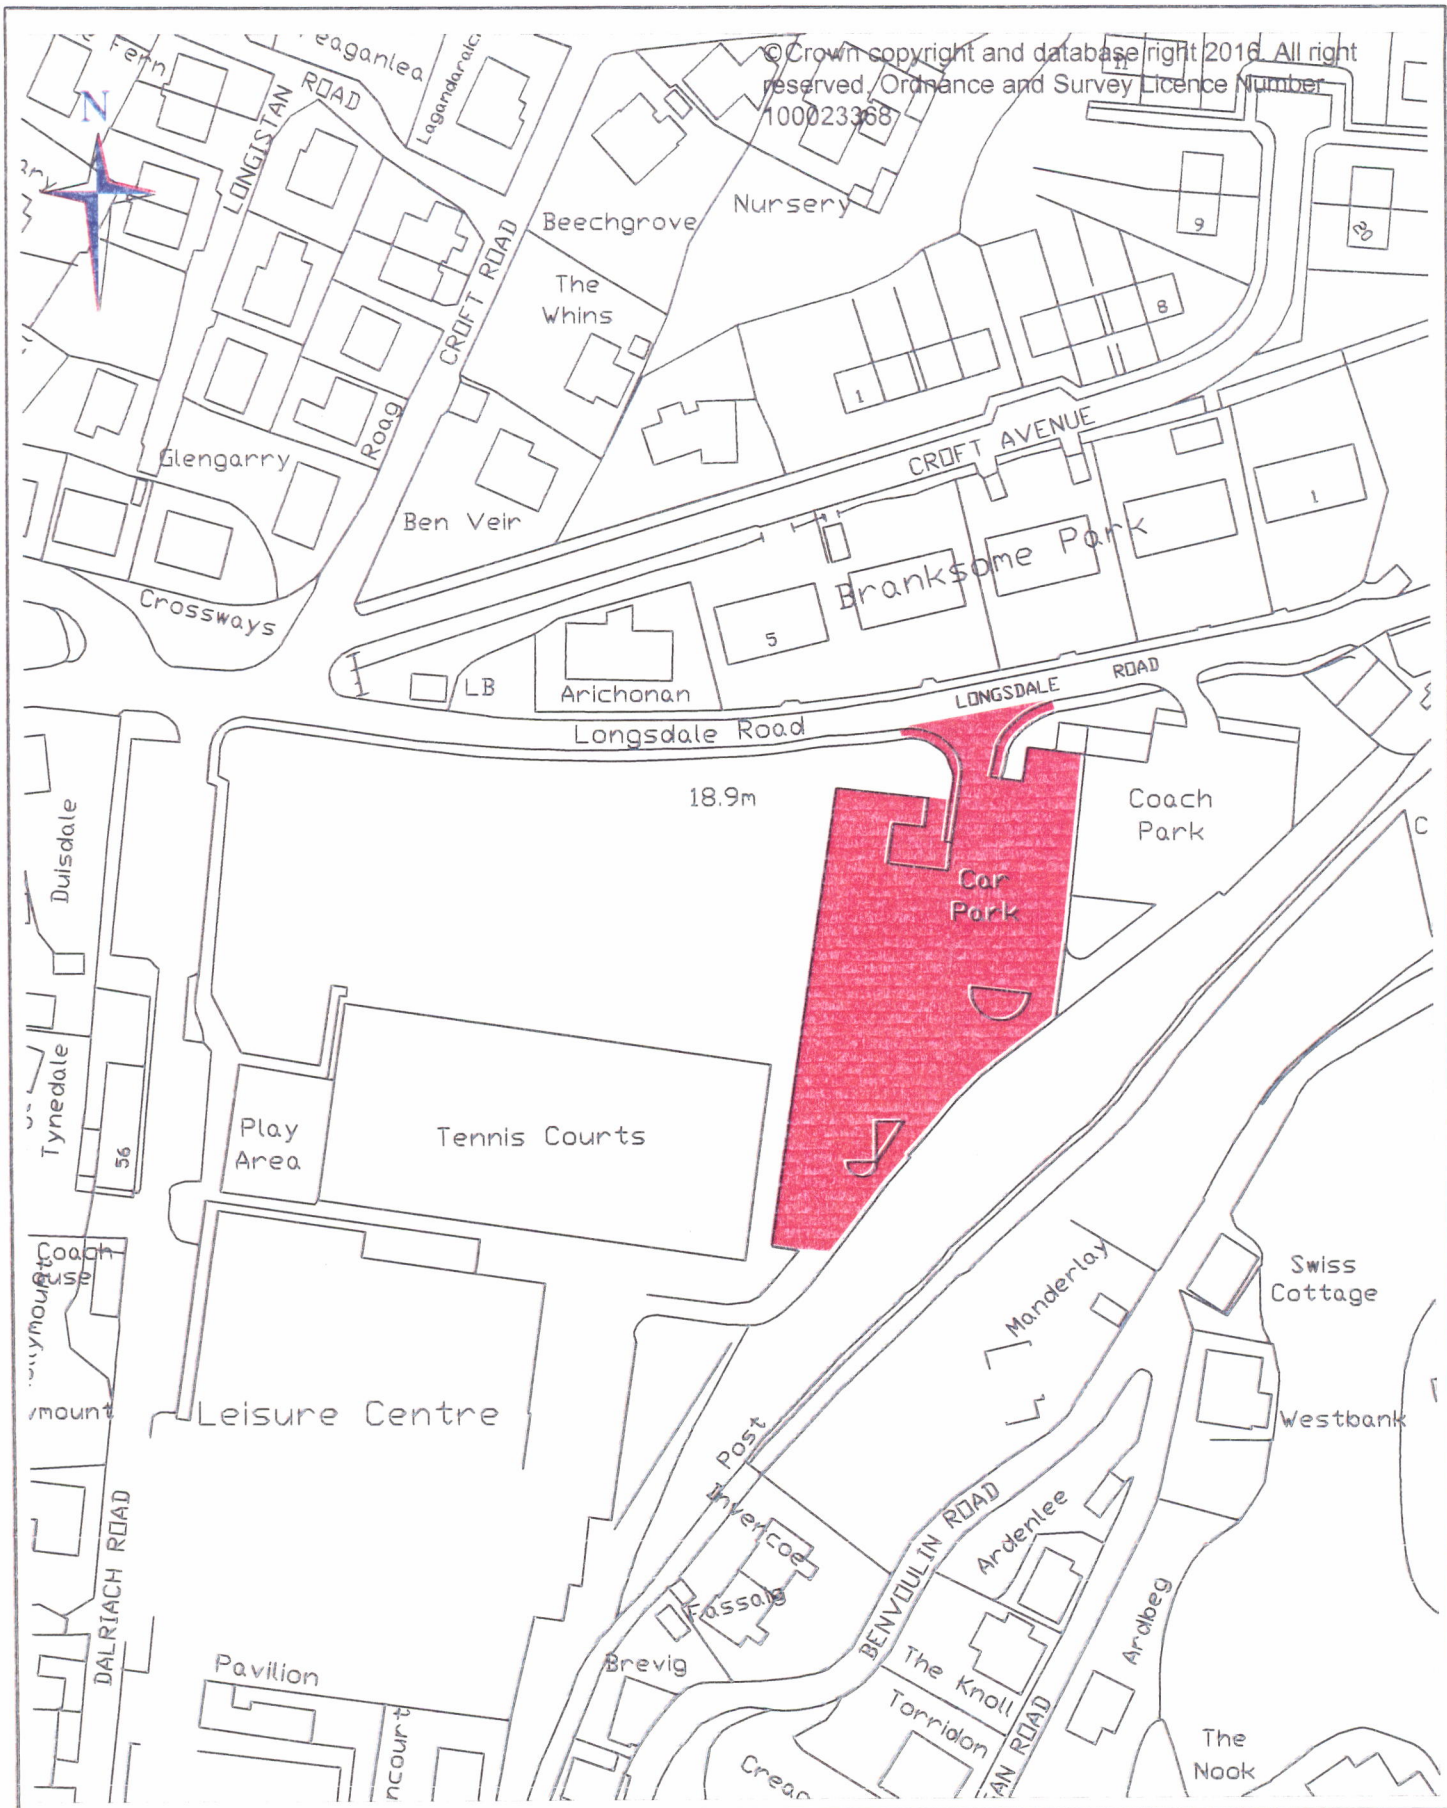 ©Crown copyright and database right 2016. All right
reserved. Ordnance and Survey Licence Number
100023368
N
Fern
LONGISTAN
ROAD
Beechgrove
Nursery
The
Whins
CROFT ROAD
Roag
Glengarry
Ben Veir
Crossways
11
9
20
8
1
CROFT AVENUE
Branksome Park
1
5
LB
Arichonan
LONGSDALE
ROAD
Longsdale Road
18.9m
Coach
Park
Car
Park
Duisdale
Tynedale
56
Play
Area
Tennis Courts
Coach
Leisure Centre
DALRIACH ROAD
Pavilion
Manderlay
Swiss
Cottage
Westbank
Post
Invercoe
Brevig
BENVOULIN ROAD
Ardenlee
The Knoll
Torridon
Ardbeg
The
Nook